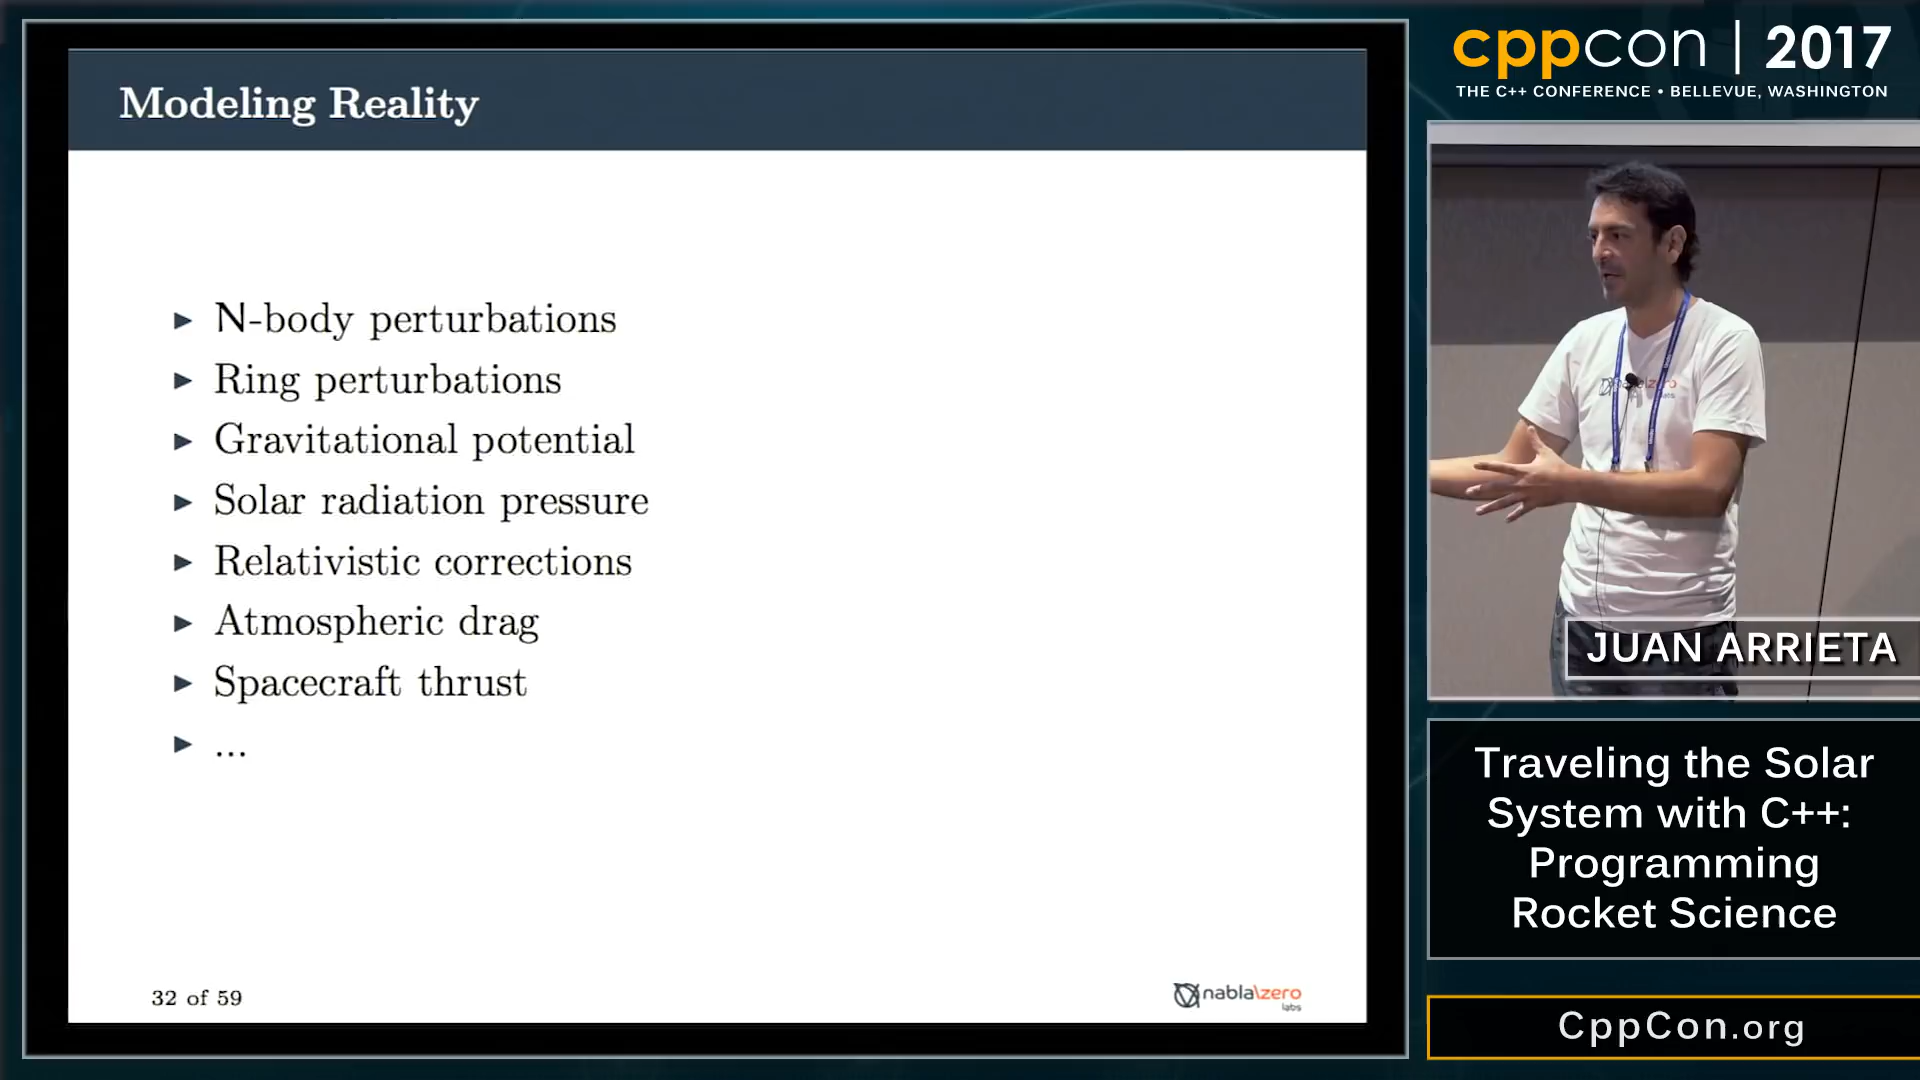 Modeling Reality
N-body perturbations
Ring perturbations
Gravitational potential
Solar radiation pressure
Relativistic corrections
Atmospheric drag
Spacecraft thrust
...
32 of 59
nabla\zero
labs
cppcon | 2017
THE C++ CONFERENCE • BELLEVUE, WASHINGTON
JUAN ARRIETA
Traveling the Solar
System with C++:
Programming
Rocket Science
CppCon.org